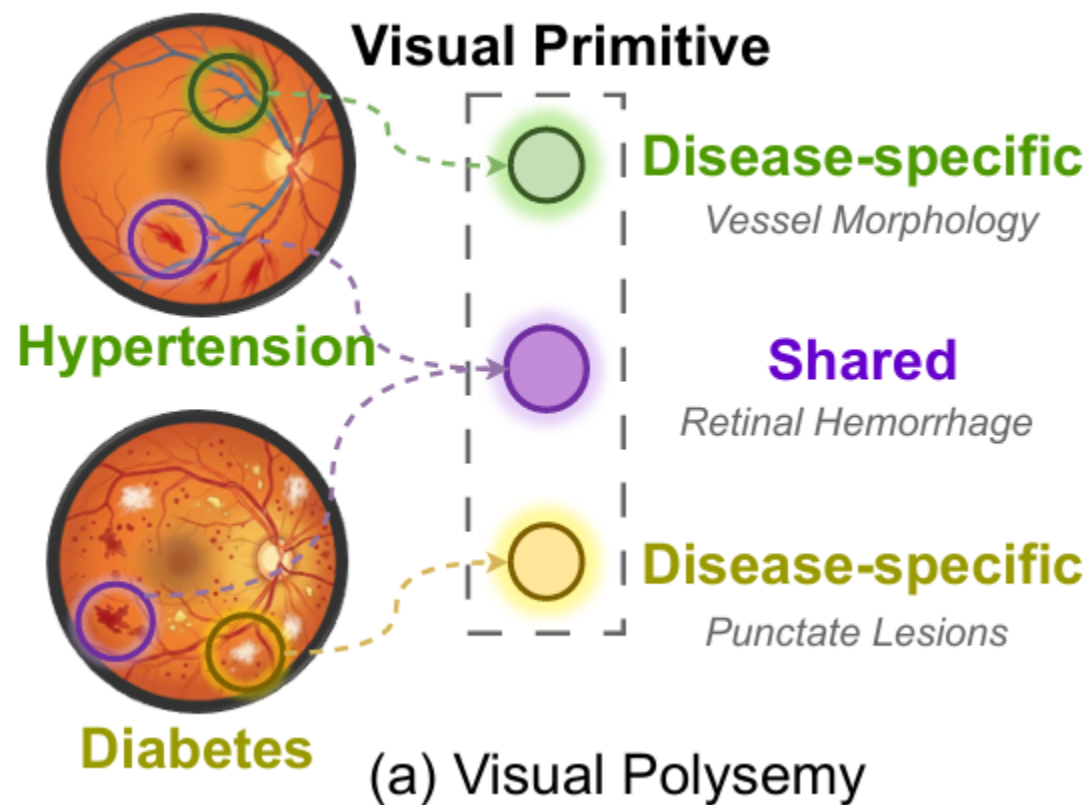 Visual Primitive
Disease-specific
Vessel Morphology
Hypertension
Shared
Retinal Hemorrhage
Disease-specific
Punctate Lesions
Diabetes
(a) Visual Polysemy